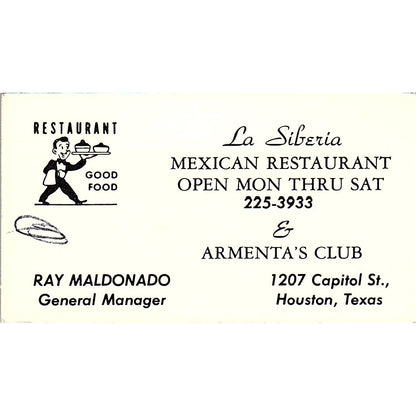 RESTAURANT
GOOD
FOOD
La Siberia
MEXICAN RESTAURANT
OPEN MON THRU SAT
225-3933
&
ARMENTA'S CLUB
RAY MALDONADO
General Manager
1207 Capitol St.,
Houston, Texas